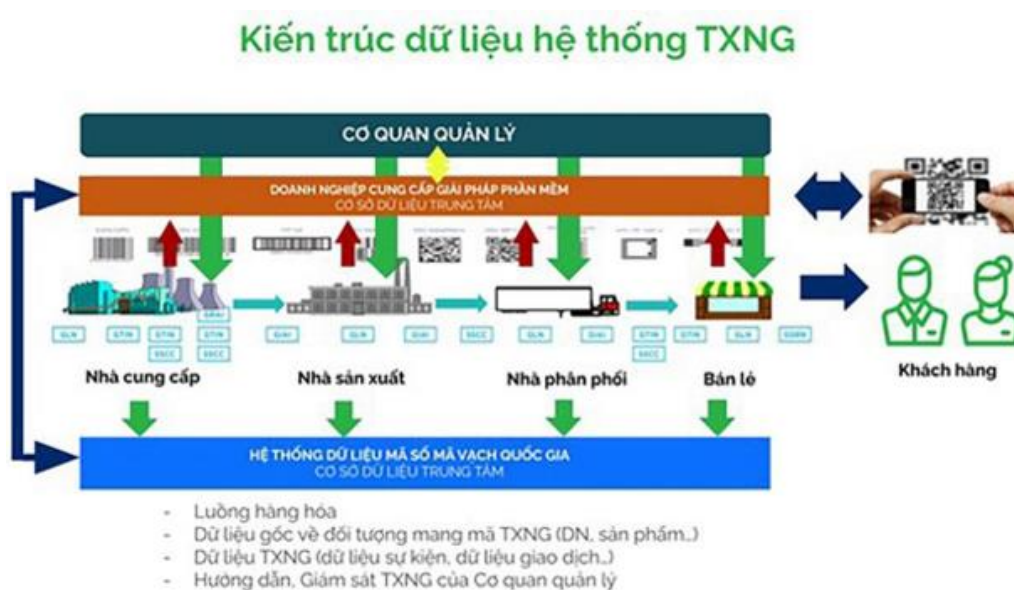 Kiến trúc dữ liệu hệ thống TXNG
CƠ QUAN QUẢN LÝ
DOANH NGHIỆP CUNG CẤP GIẢI PHÁP PHẦN MỀM
CƠ SỞ DỮ LIỆU TRUNG TÂM
GLN GTIN GTIN GTIN GLN SSCC GLN GTIN GTIN GLN
SSCC SSCC SSCC
Nhà cung cấp Nhà sản xuất Nhà phân phối Bán lẻ Khách hàng
HỆ THỐNG DỮ LIỆU MÃ SỐ MÃ VẠCH QUỐC GIA
CƠ SỞ DỮ LIỆU TRUNG TÂM
- Luồng hàng hóa
- Dữ liệu gốc về đối tượng mang mã TXNG (DN, sản phẩm..)
- Dữ liệu TXNG (dữ liệu sự kiện, dữ liệu giao dịch..)
- Hướng dẫn, Giám sát TXNG của Cơ quan quản lý